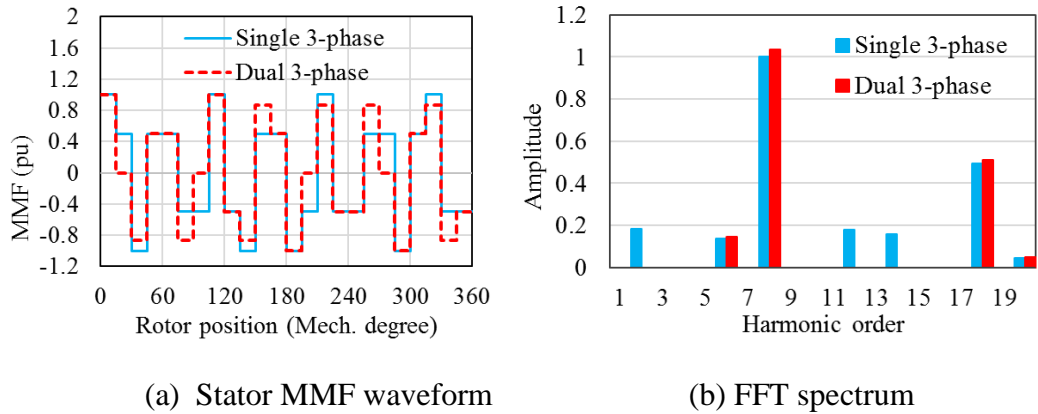 2
1.6
1.2
0.8
0.4
0
-0.4
-0.8
-1.2
MMF (pu)
Single 3-phase
Dual 3-phase
0 60 120 180 240 300 360
Rotor position (Mech. degree)
(a) Stator MMF waveform
1.2
1
0.8
0.6
0.4
0.2
0
Amplitude
Single 3-phase
Dual 3-phase
1 3 5 7 9 11 13 15 17 19
Harmonic order
(b) FFT spectrum